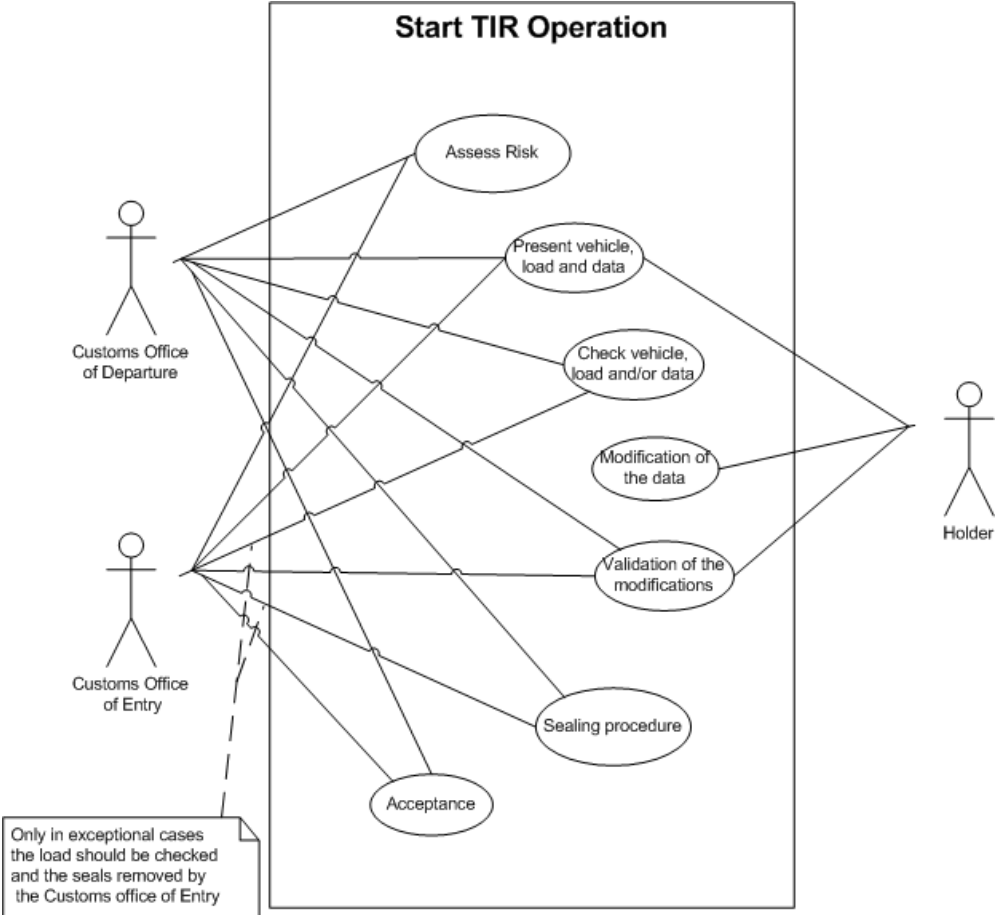 Start TIR Operation
Assess Risk
Present vehicle,
load and data
Customs Office
of Departure
Check vehicle,
load and/or data
Modification of
the data
Holder
Validation of the
modifications
Customs Office
of Entry
Sealing procedure
Acceptance
Only in exceptional cases
the load should be checked
and the seals removed by
the Customs office of Entry